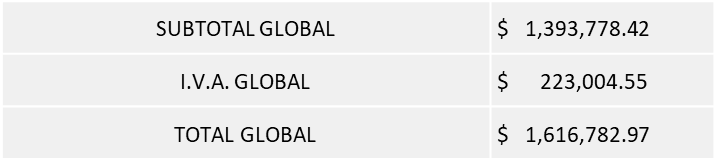 SUBTOTAL GLOBAL $ 1,393,778.42
I.V.A. GLOBAL $ 223,004.55
TOTAL GLOBAL $ 1,616,782.97